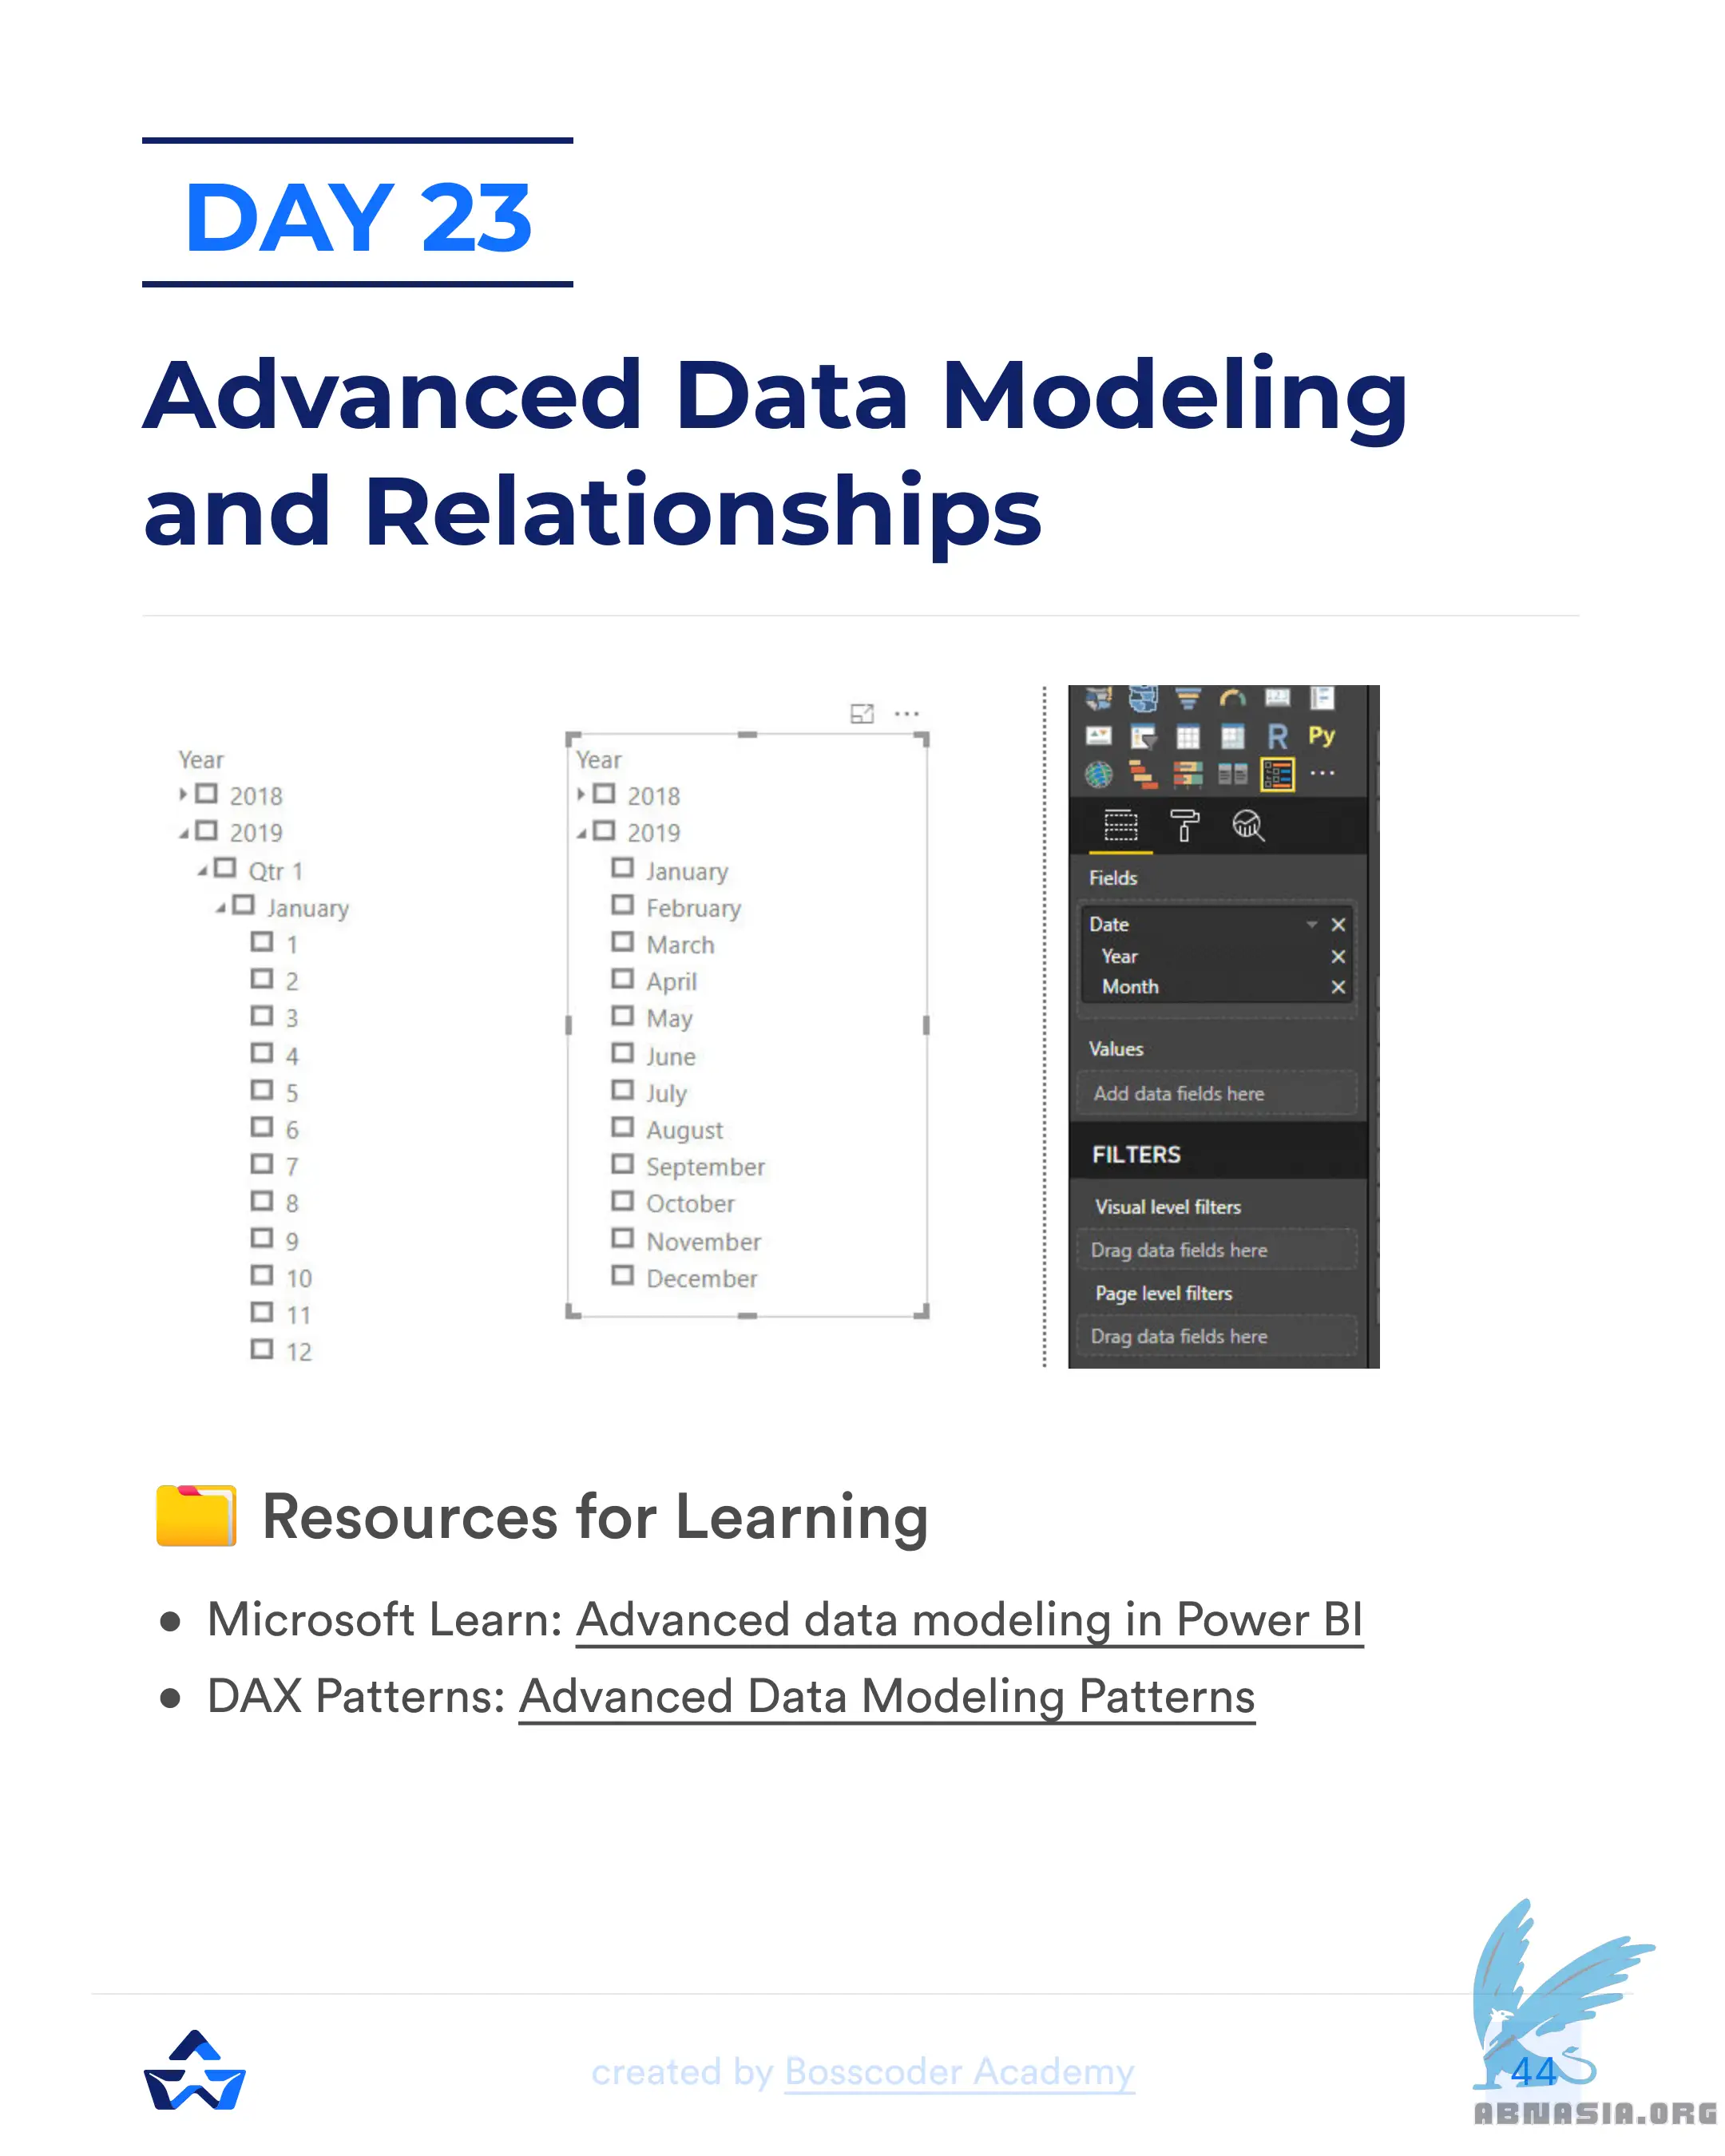 DAY 23
Advanced Data Modeling
and Relationships
Year
2018
2019
Qtr 1
January
1
2
3
4
5
6
7
8
9
10
11
12
Year
2018
2019
January
February
March
April
May
June
July
August
September
October
November
December
R Py
Fields
Date
Year
Month
Values
Add data fields here
FILTERS
Visual level filters
Drag data fields here
Page level filters
Drag data fields here
Resources for Learning
● Microsoft Learn: Advanced data modeling in Power BI
● DAX Patterns: Advanced Data Modeling Patterns
created by Bosscoder Academy
44
ABNASIA.ORG